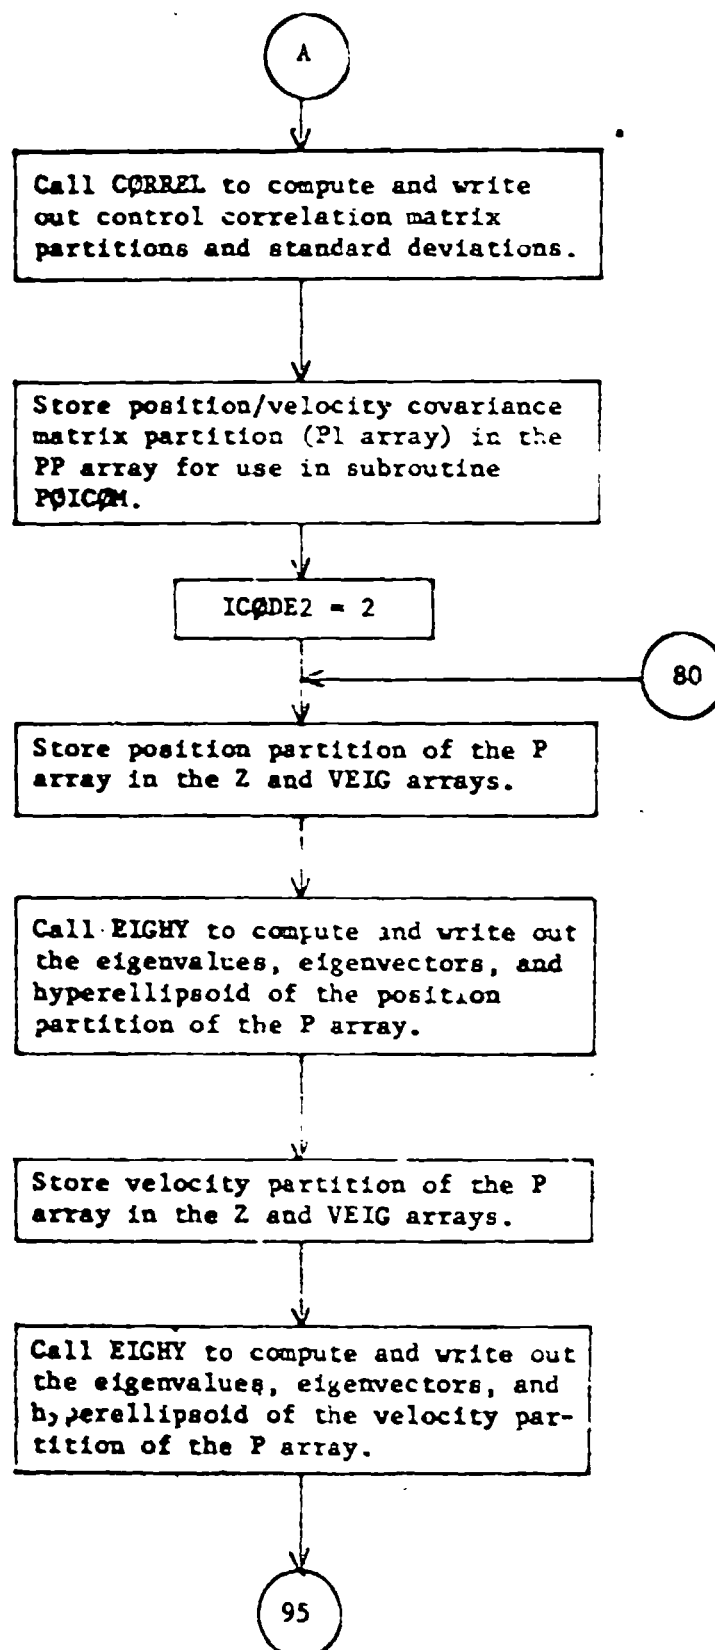 A
Call CØRREL to compute and write
out control correlation matrix
partitions and standard deviations.
Store position/velocity covariance
matrix partition (P1 array) in the
PP array for use in subroutine
PØICØM.
ICØDE2 = 2
80
Store position partition of the P
array in the Z and VEIG arrays.
Call EIGHY to compute and write out
the eigenvalues, eigenvectors, and
hyperellipsoid of the position
partition of the P array.
Store velocity partition of the P
array in the Z and VEIG arrays.
Call EIGHY to compute and write out
the eigenvalues, eigenvectors, and
hyperellipsoid of the velocity par-
tition of the P array.
95